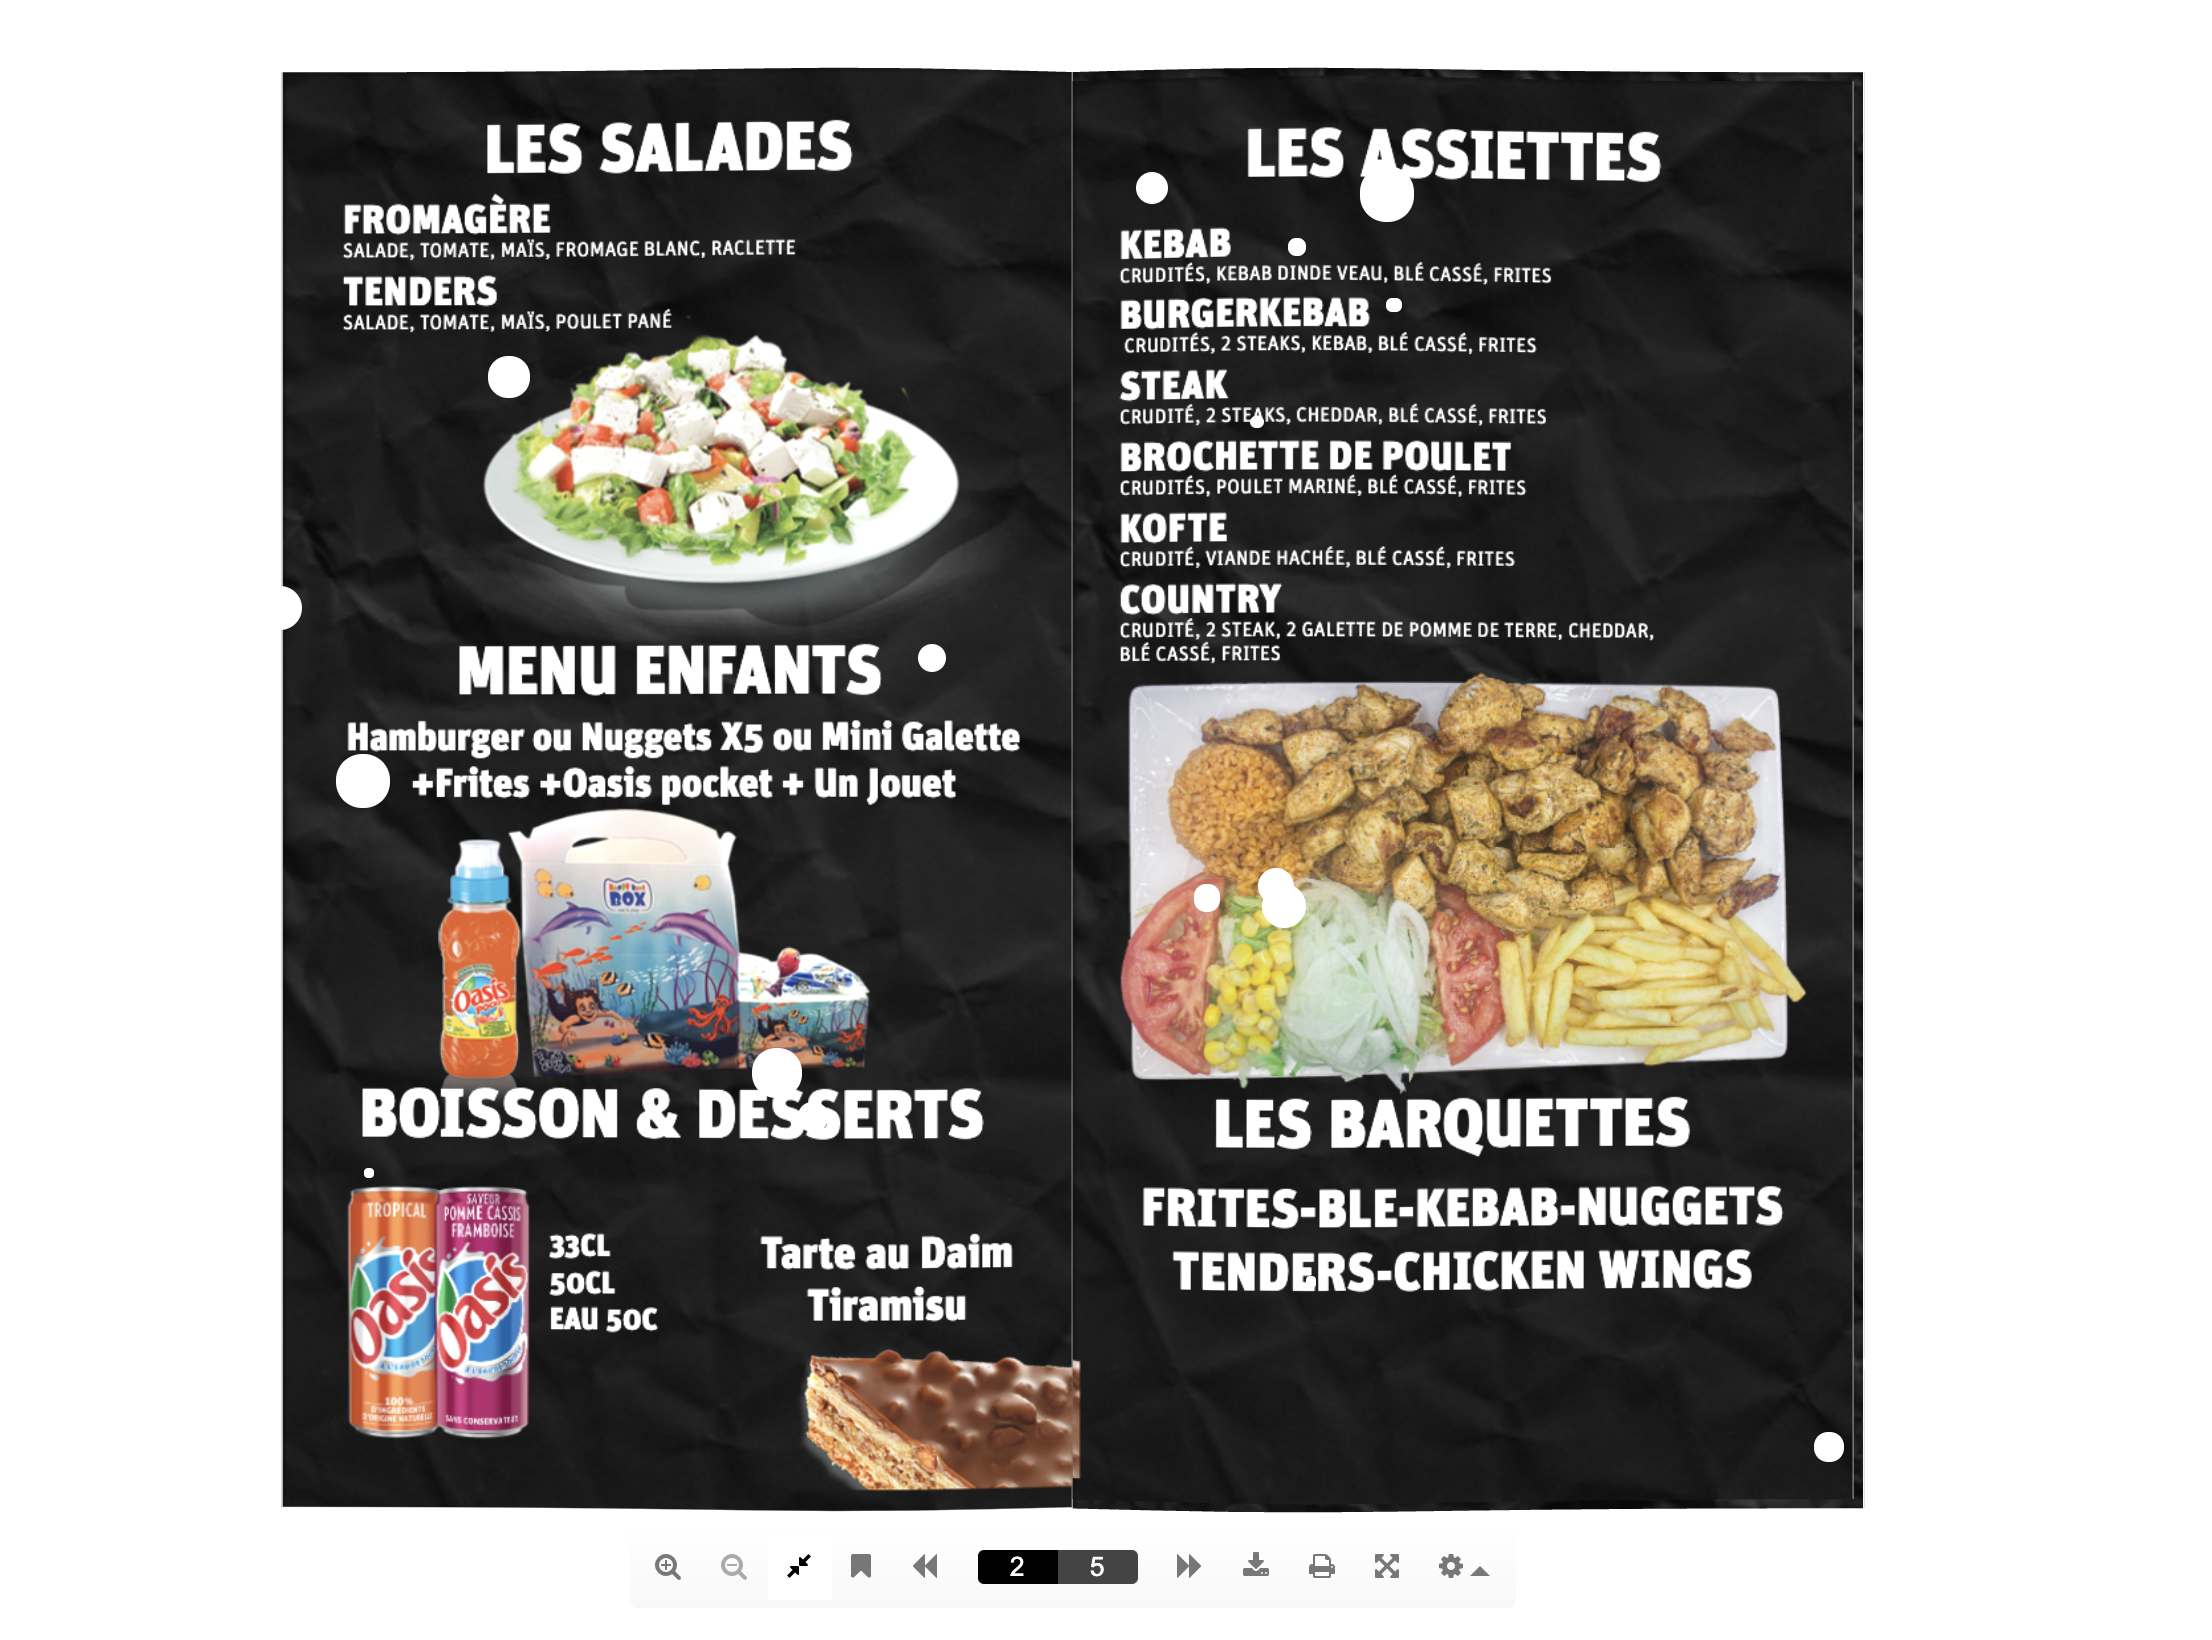 LES SALADES
FROMAGÈRE
SALADE, TOMATE, MAÏS, FROMAGE BLANC, RACLETTE
TENDERS
SALADE, TOMATE, MAÏS, POULET PANÉ
MENU ENFANTS
Hamburger ou Nuggets X5 ou Mini Galette
+Frites +Oasis pocket + Un Jouet
BOX
Oasis
BOISSON & DESSERTS
TROPICAL
Oasis
100%
D'INGRÉDIENTS
D'ORIGINE NATURELLE
SAVEUR
POMME CASSIS
FRAMBOISE
Oasis
SANS CONSERVATEUR
33CL
50CL
EAU 50C
Tarte au Daim
Tiramisu
LES ASSIETTES
KEBAB
CRUDITÉS, KEBAB DINDE VEAU, BLÉ CASSÉ, FRITES
BURGERKEBAB
CRUDITÉS, 2 STEAKS, KEBAB, BLÉ CASSÉ, FRITES
STEAK
CRUDITÉ, 2 STEAKS, CHEDDAR, BLÉ CASSÉ, FRITES
BROCHETTE DE POULET
CRUDITÉS, POULET MARINÉ, BLÉ CASSÉ, FRITES
KOFTE
CRUDITÉ, VIANDE HACHÉE, BLÉ CASSÉ, FRITES
COUNTRY
CRUDITÉ, 2 STEAK, 2 GALETTE DE POMME DE TERRE, CHEDDAR,
BLÉ CASSÉ, FRITES
LES BARQUETTES
FRITES-BLE-KEBAB-NUGGETS
TENDERS-CHICKEN WINGS
2 5